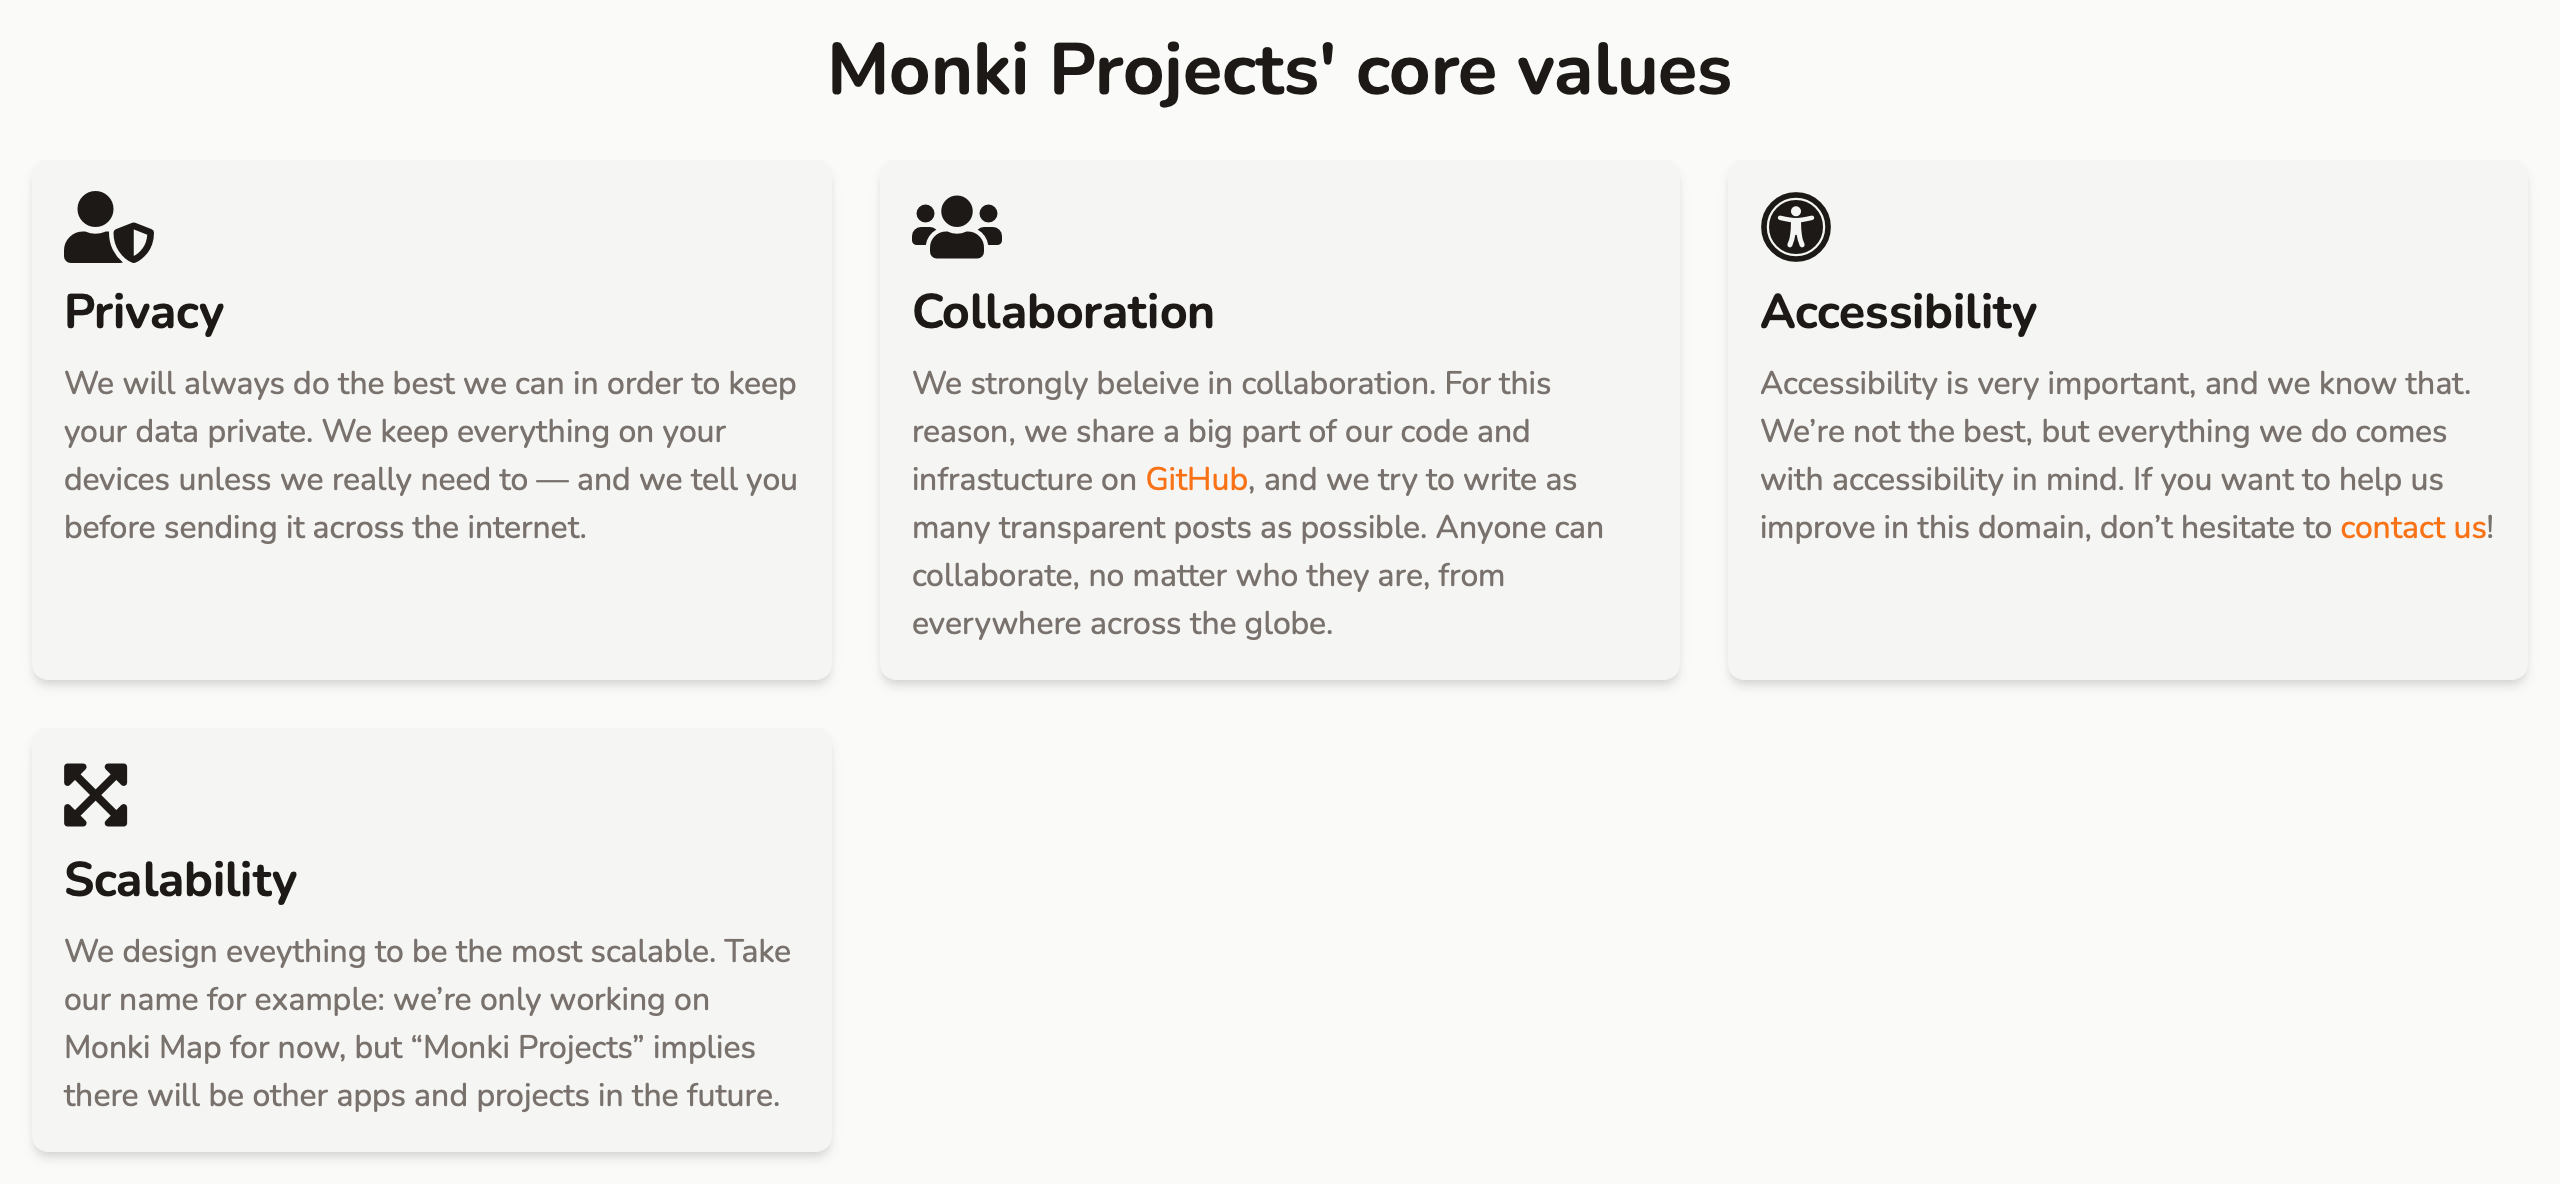 Monki Projects' core values
Privacy
We will always do the best we can in order to keep
your data private. We keep everything on your
devices unless we really need to — and we tell you
before sending it across the internet.
Collaboration
We strongly beleive in collaboration. For this
reason, we share a big part of our code and
infrastucture on GitHub, and we try to write as
many transparent posts as possible. Anyone can
collaborate, no matter who they are, from
everywhere across the globe.
Accessibility
Accessibility is very important, and we know that.
We’re not the best, but everything we do comes
with accessibility in mind. If you want to help us
improve in this domain, don’t hesitate to contact us!
Scalability
We design eveything to be the most scalable. Take
our name for example: we’re only working on
Monki Map for now, but “Monki Projects” implies
there will be other apps and projects in the future.